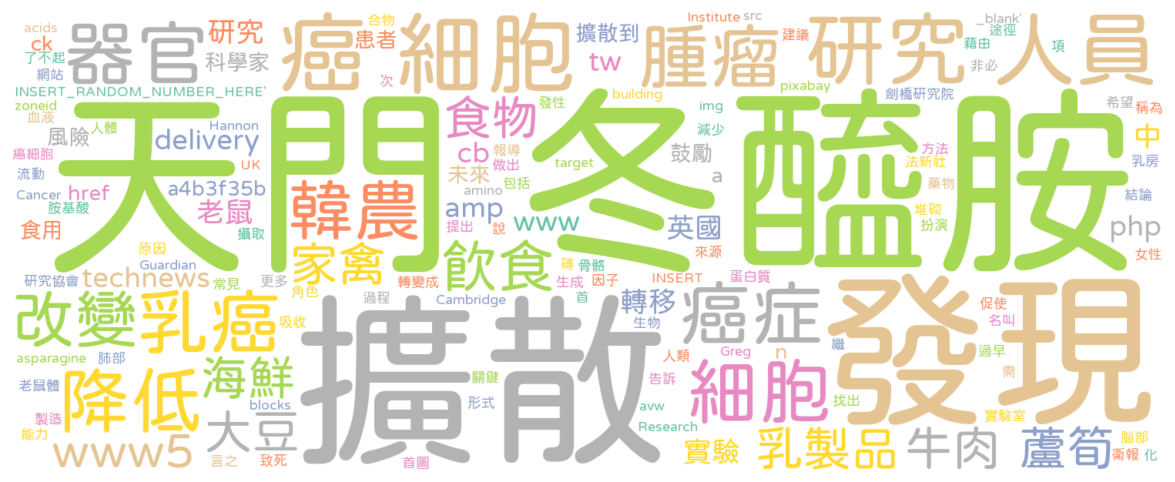 天門冬醯胺
擴散
發現
器官
癌細胞
腫瘤
研究人員
研究
科學家
患者
合物
擴散到
tw
Institute
src
建議
_blank'
途徑
藉由
項
非必
acids
ck
了不起
網站
INSERT_RANDOM_NUMBER_HERE'
次
pixabay
劍橋研究院
希望
稱為
zoneid
血液
人體
風險
Hannon
delivery
食物
發性
building
img
減少
鼓勵
中
方法
乳房
癌細胞
流動
UK
cb
報導
做出
未來
target
a
法新社
結論
藥物
Cancer
href
a4b3f35b
老鼠
韓農
包括
amino
amp
提出
說
www
英國
堆砌
扮演
php
胺基酸
食用
攝取
來源
女性
原因
家禽
飲食
磚
骨骼
研究協會
Guardian
technews
常見
更多
角色
轉變成
生成
因子
首
INSERT
蛋白質
轉移
癌症
促使
名叫
改變
乳癌
吸收
過程
Cambridge
生物
繼
asparagine
肺部
海鮮
人類
Greg
n
過早
需
老鼠體
降低
關鍵
告訴
細胞
找出
blocks
形式
avw
製造
能力
大豆
Research
實驗室
www5
言之
致死
首圖
實驗
乳製品
牛肉
蘆筍
腦部
衛報
化